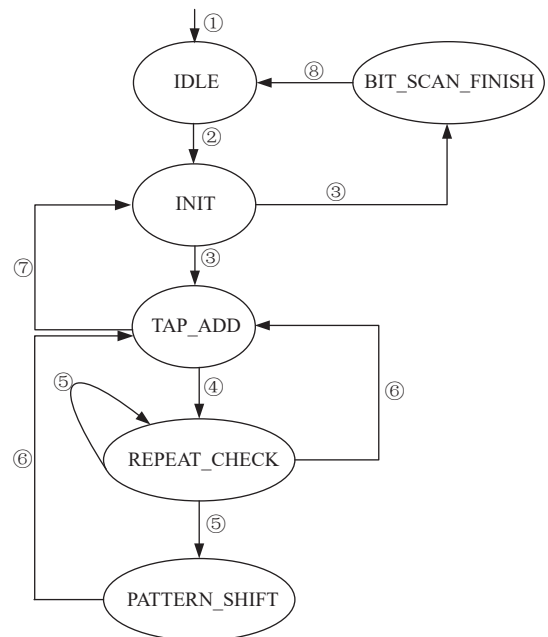 ①
IDLE
⑧
BIT_SCAN_FINISH
②
INIT
③
③
⑦
TAP_ADD
⑤
④
⑥
⑥
REPEAT_CHECK
⑤
PATTERN_SHIFT